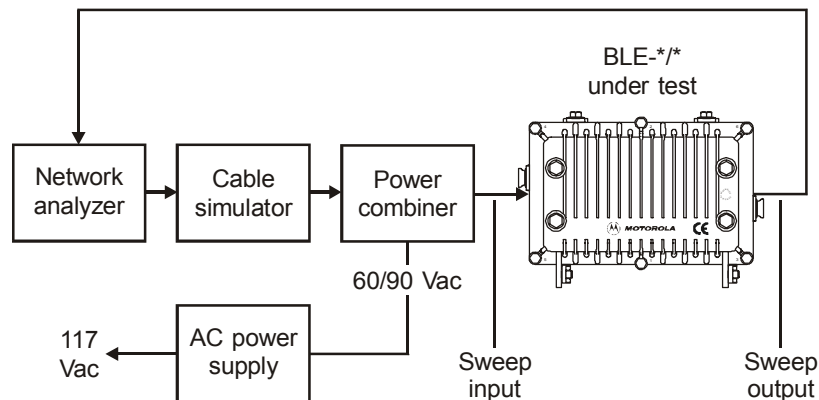 BLE-*/*
under test
Network
analyzer
Cable
simulator
Power
combiner
MOTOROLA CE
60/90 Vac
117
Vac
AC power
supply
Sweep
input
Sweep
output